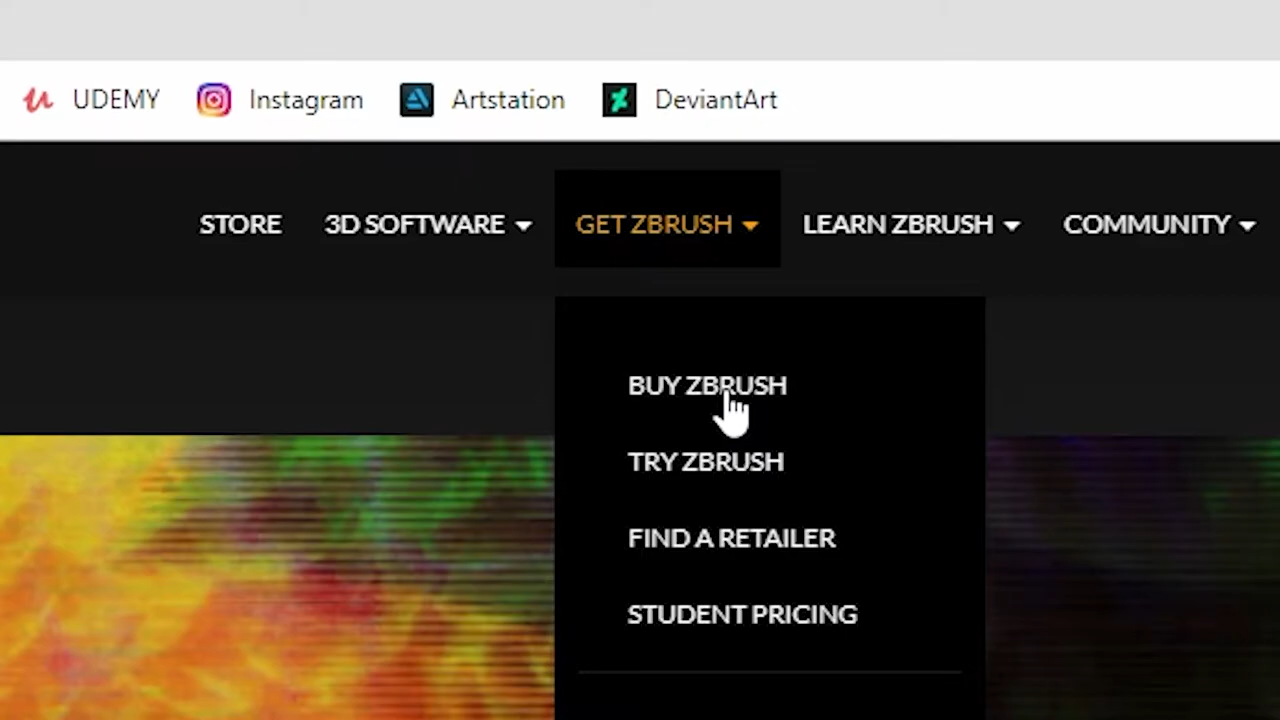 UDEMY Instagram Artstation DeviantArt
STORE 3D SOFTWARE GET ZBRUSH LEARN ZBRUSH COMMUNITY
BUY ZBRUSH
TRY ZBRUSH
FIND A RETAILER
STUDENT PRICING